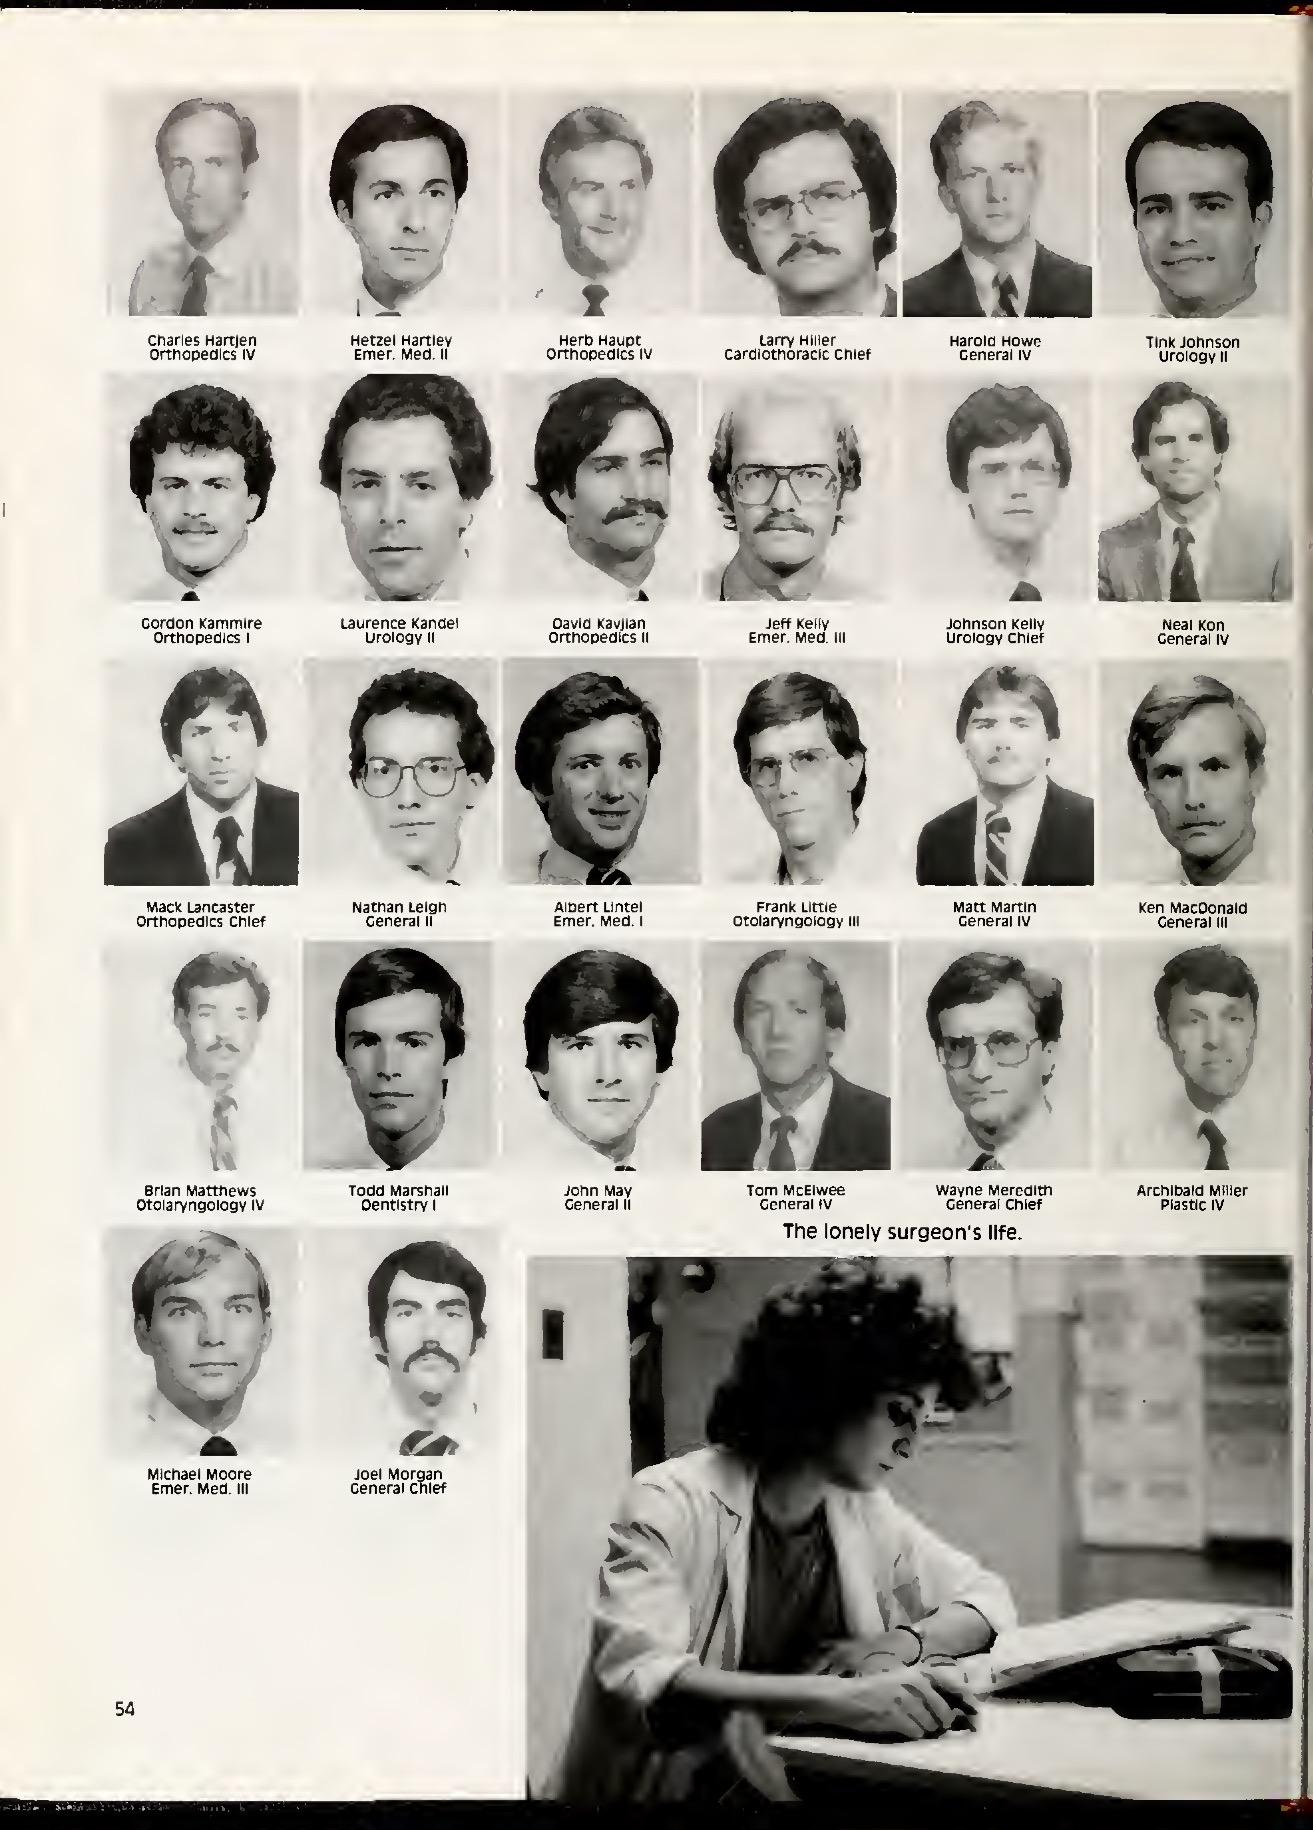 Charles Hartjen
Orthopedics IV
Hetzel Hartley
Emer. Med. II
Herb Haupt
Orthopedics IV
Larry Hiller
Cardiothoracic Chief
Harold Howe
General IV
Tink Johnson
Urology II
Gordon Kammire
Orthopedics I
Laurence Kandel
Urology II
David Kavjian
Orthopedics II
Jeff Kelly
Emer. Med. III
Johnson Kelly
Urology Chief
Neal Kon
General IV
Mack Lancaster
Orthopedics Chief
Nathan Leigh
General II
Albert Lintel
Emer. Med. I
Frank Little
Otolaryngology III
Matt Martin
General IV
Ken MacDonald
General III
Brian Matthews
Otolaryngology IV
Todd Marshall
Dentistry I
John May
General II
Tom McElwee
General IV
Wayne Meredith
General Chief
Archibald Miller
Plastic IV
The lonely surgeon's life.
Michael Moore
Emer. Med. III
Joel Morgan
General Chief
54